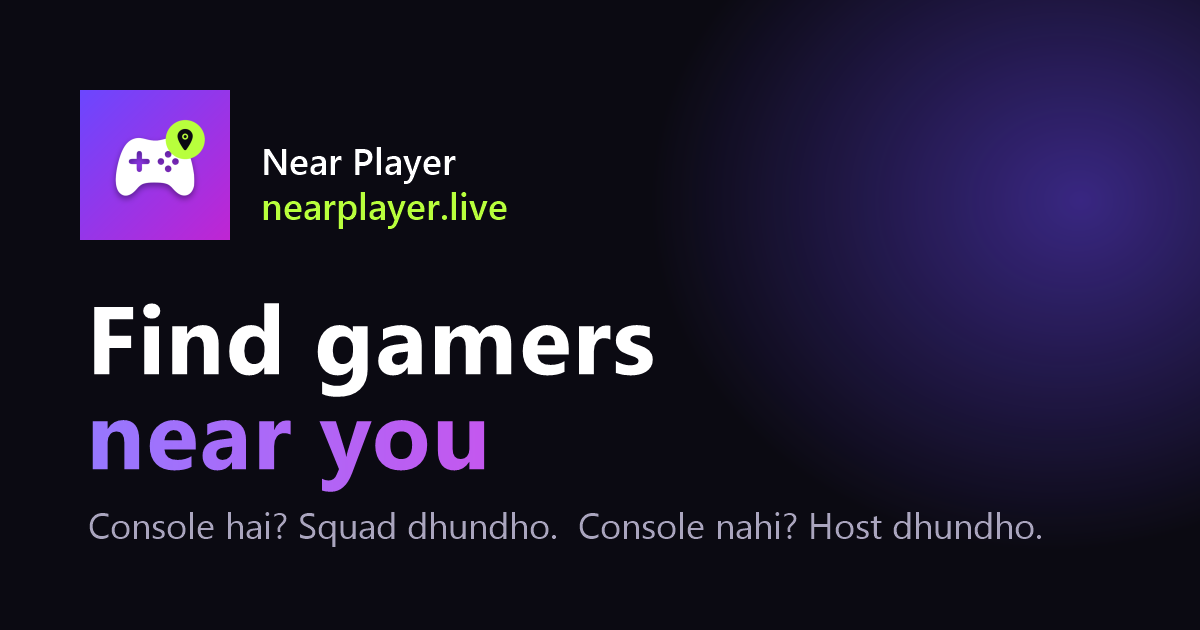 Near Player
nearplayer.live
Find gamers
near you
Console hai? Squad dhundho.  Console nahi? Host dhundho.